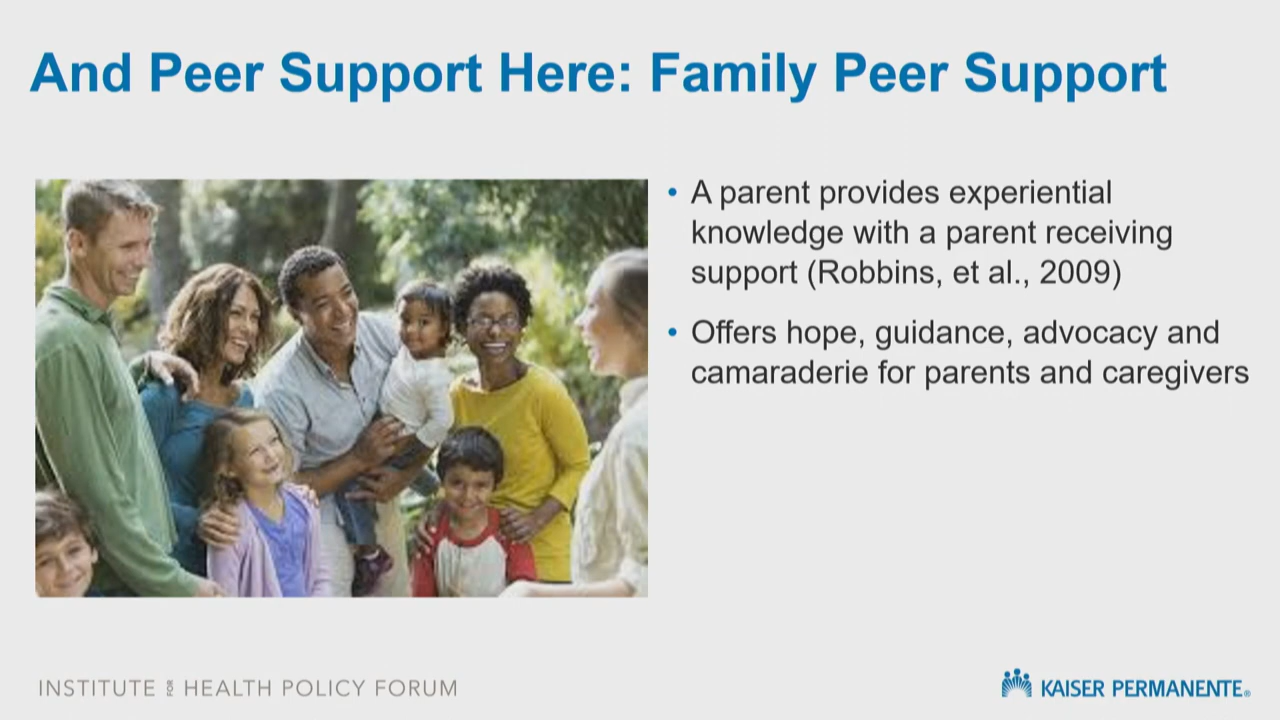 And Peer Support Here: Family Peer Support
• A parent provides experiential
knowledge with a parent receiving
support (Robbins, et al., 2009)
• Offers hope, guidance, advocacy and
camaraderie for parents and caregivers
INSTITUTE FOR HEALTH POLICY FORUM
KAISER PERMANENTE®